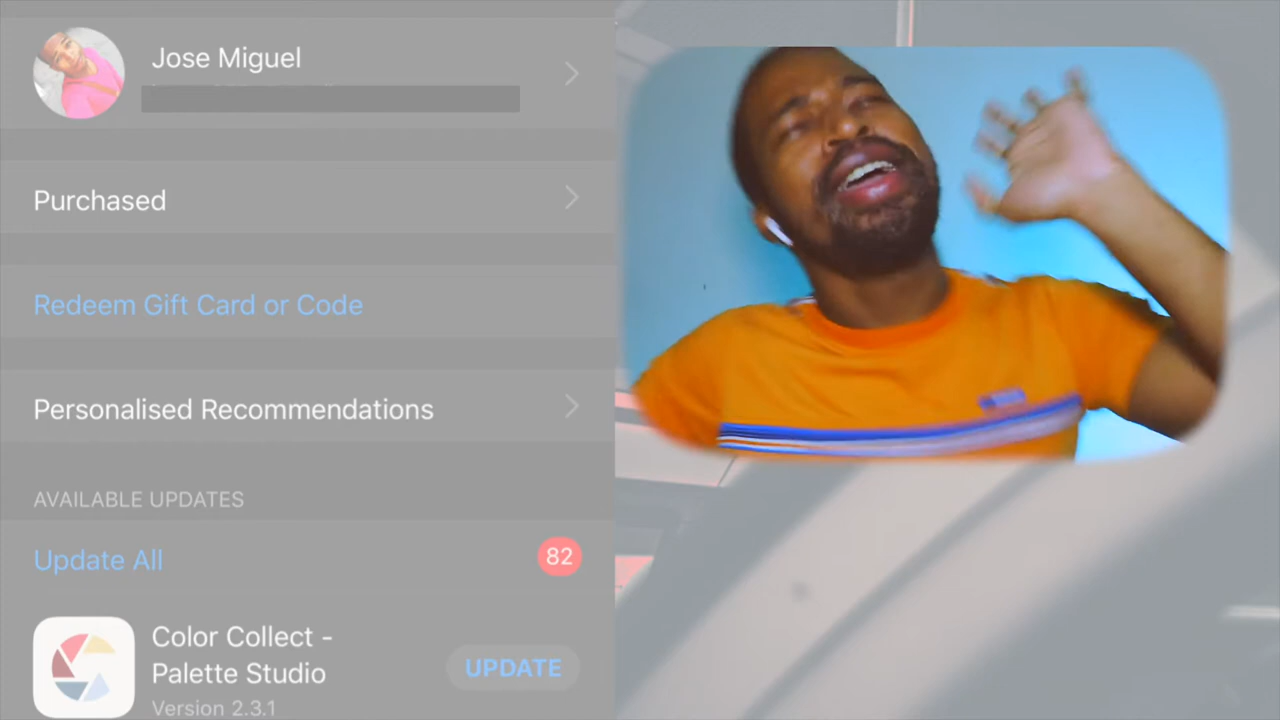 Jose Miguel
Purchased
Redeem Gift Card or Code
Personalised Recommendations
AVAILABLE UPDATES
Update All
82
Color Collect -
Palette Studio
UPDATE
Version 2.3.1